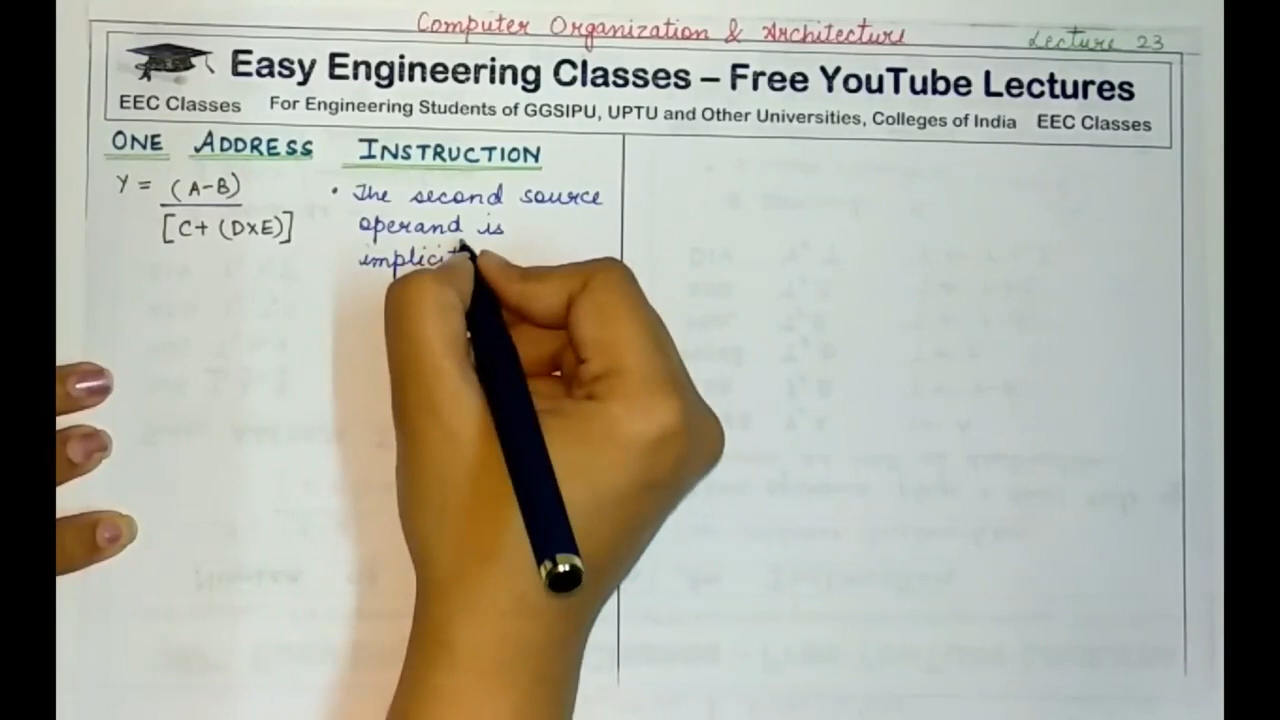 Computer Organization & Architecture
Lecture 23
Easy Engineering Classes – Free YouTube Lectures
EEC Classes For Engineering Students of GGSIPU, UPTU and Other Universities, Colleges of India EEC Classes
ONE ADDRESS INSTRUCTION
Y = (A-B)
[C+ (D×E)]
• The second source
operand is
implicit